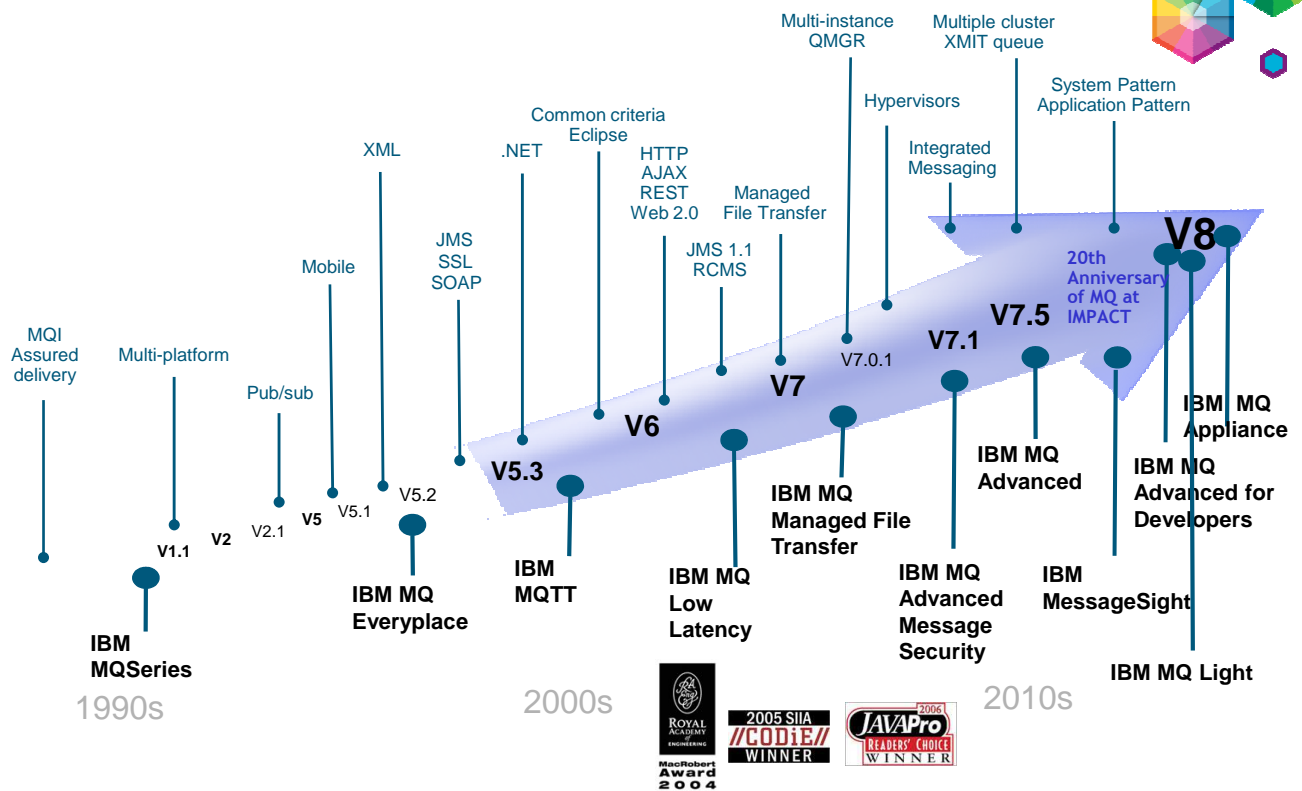 Multi-instance
QMGR
Multiple cluster
XMIT queue
Hypervisors
System Pattern
Application Pattern
Common criteria
Eclipse
XML
.NET
HTTP
AJAX
REST
Web 2.0
Integrated
Messaging
Managed
File Transfer
JMS
SSL
SOAP
JMS 1.1
RCMS
Mobile
MQI
Assured
delivery
Multi-platform
Pub/sub
V8
20th
Anniversary
of MQ at
IMPACT
V7.5
V7.1
V7.0.1
V7
V6
V5.3
V5.2
V5.1
V5
V2.1
V2
V1.1
IBM MQ
Appliance
IBM MQ
Advanced
IBM MQ
Advanced for
Developers
IBM MQ
Managed File
Transfer
IBM
MQTT
IBM MQ
Low
Latency
IBM MQ
Advanced
Message
Security
IBM
MessageSight
IBM MQ
Everyplace
IBM
MQSeries
IBM MQ Light
1990s
2000s
2010s
RA
Eng
ROYAL
ACADEMY
of
ENGINEERING
MacRobert
Award
2004
2005 SIIA
//CODiE//
WINNER
2006
JAVAPro
READERS' CHOICE
WINNER